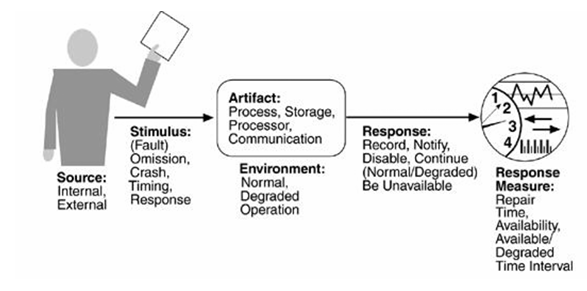 Source:
Internal,
External
Stimulus:
(Fault)
Omission,
Crash,
Timing,
Response
Artifact:
Process, Storage,
Processor,
Communication
Environment:
Normal,
Degraded
Operation
Response:
Record, Notify,
Disable, Continue
(Normal/Degraded)
Be Unavailable
1
2
3
4
Response
Measure:
Repair
Time,
Availability,
Available/
Degraded
Time Interval